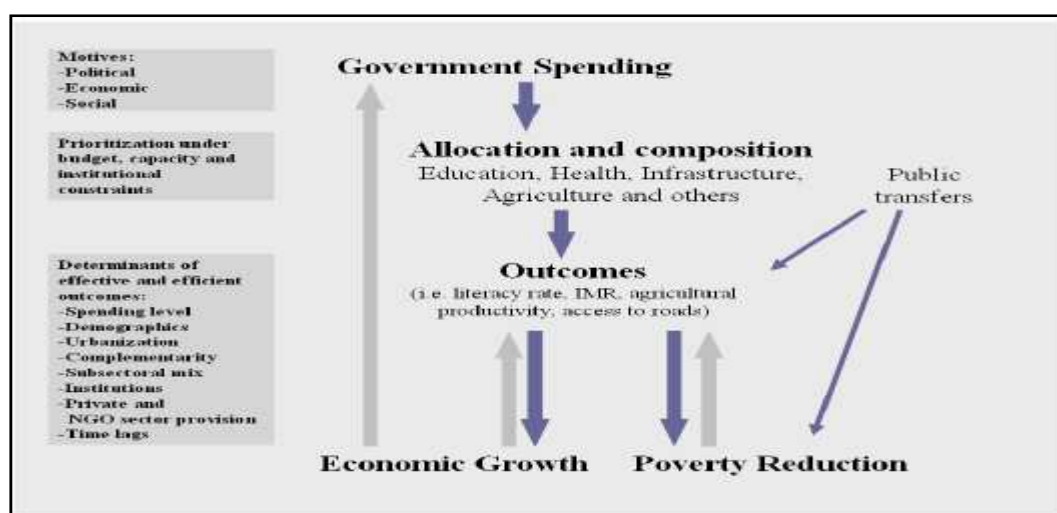 Motives:
-Political
-Economic
-Social
Prioritization under
budget, capacity and
institutional
constraints
Determinants of
effective and efficient
outcomes:
-Spending level
-Demographics
-Urbanization
-Complementarity
-Subsectoral mix
-Institutions
-Private and
NGO sector provision
-Time lags
Government Spending
Allocation and composition
Education, Health, Infrastructure,
Agriculture and others
Public
transfers
Outcomes
(i.e. literacy rate, IMR, agricultural
productivity, access to roads)
Economic Growth
Poverty Reduction